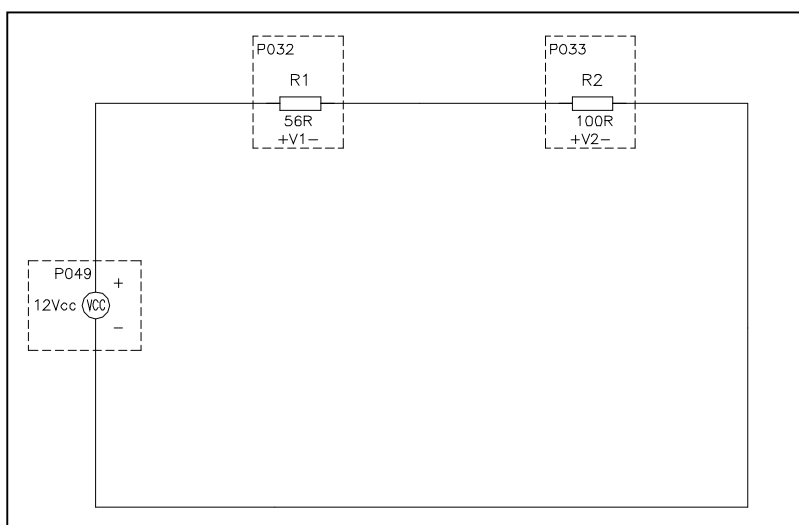 P032
R1
56R
+V1-
P033
R2
100R
+V2-
P049
+
12Vcc VCC
-